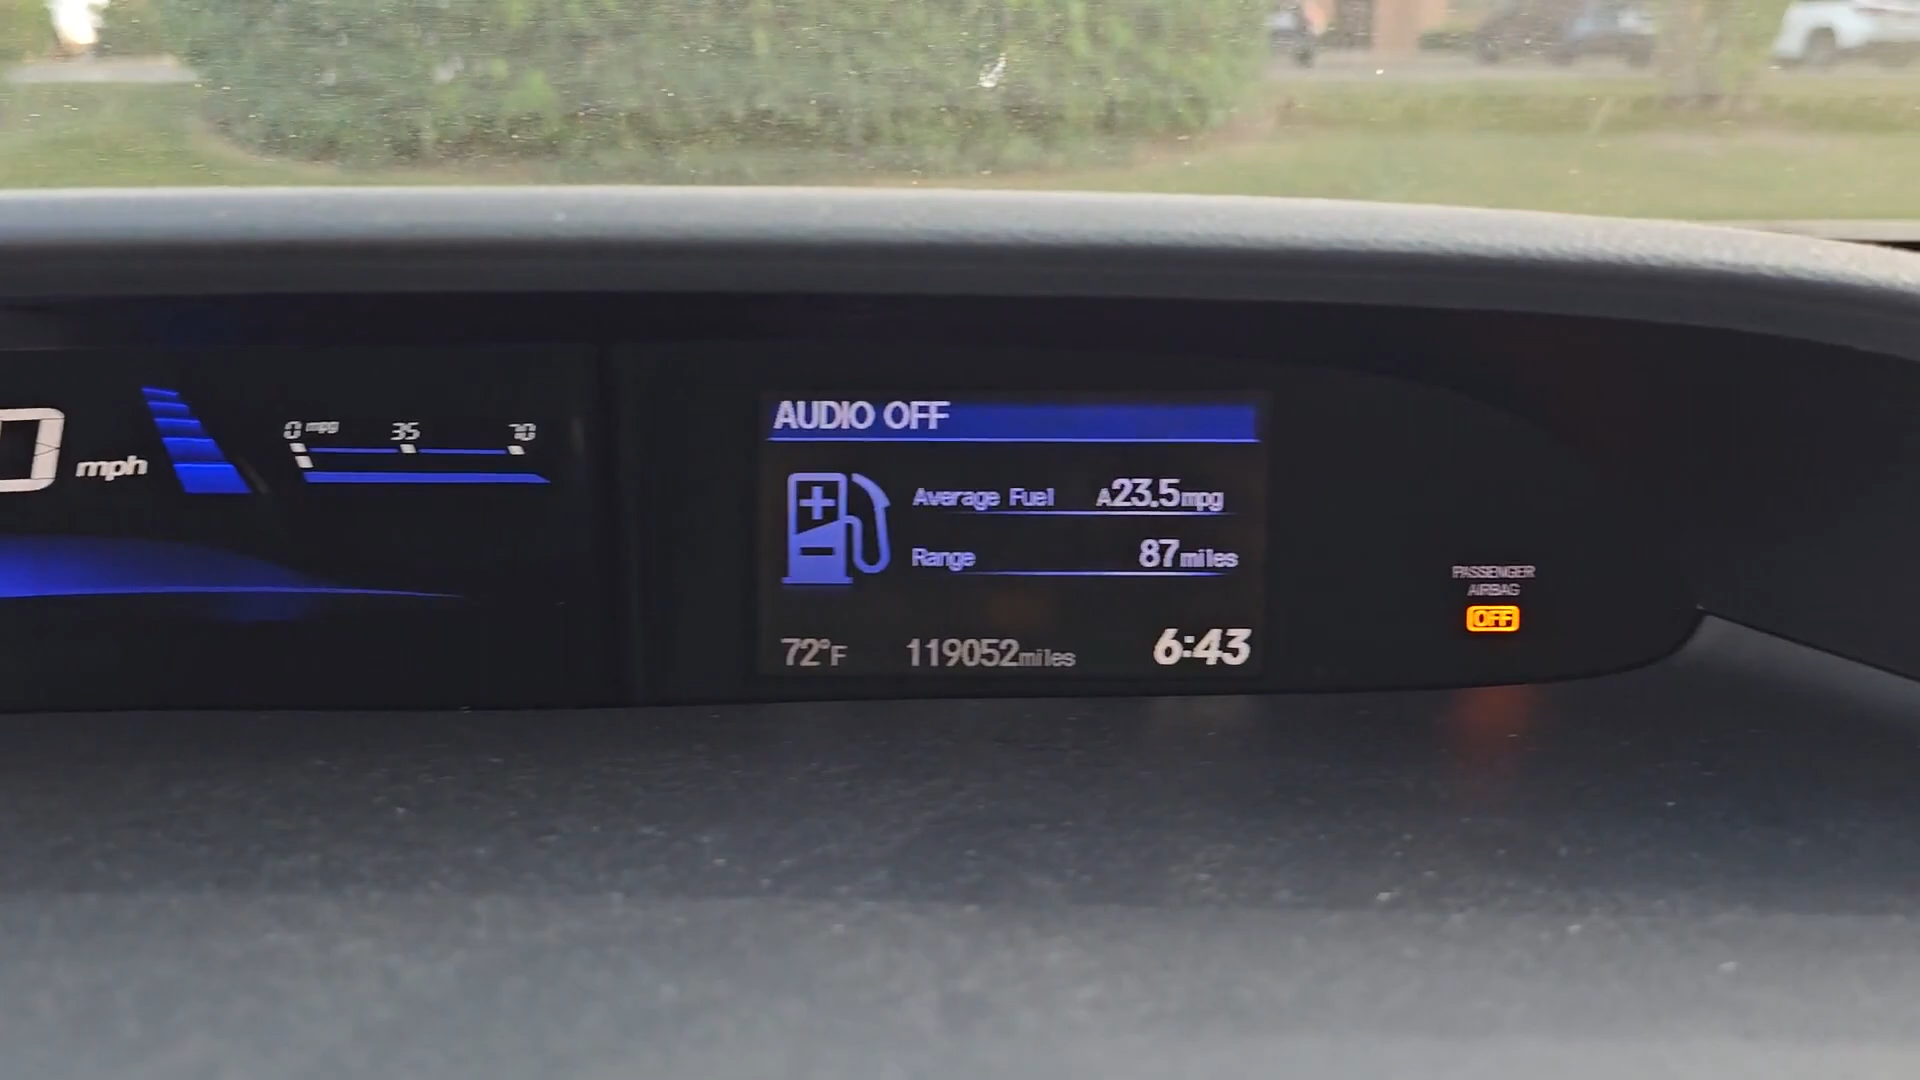 0 mph
0 mpg 35 70
AUDIO OFF
Average Fuel A23.5mpg
Range 87miles
72°F 119052miles 6:43
PASSENGER
AIRBAG
OFF